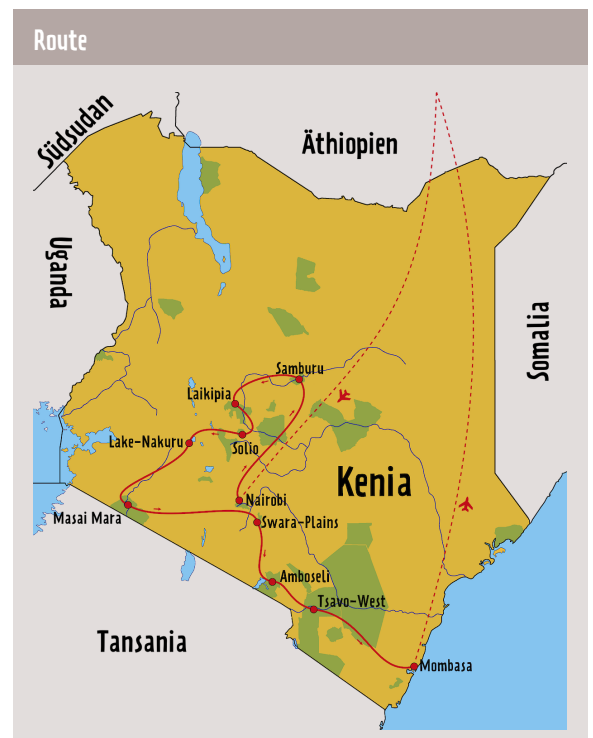 Route
Südsudan
Äthiopien
Uganda
Somalia
Samburu
Laikipia
Lake-Nakuru
Solio
Kenia
Nairobi
Masai Mara
Swara-Plains
Amboseli
Tsavo-West
Tansania
Mombasa